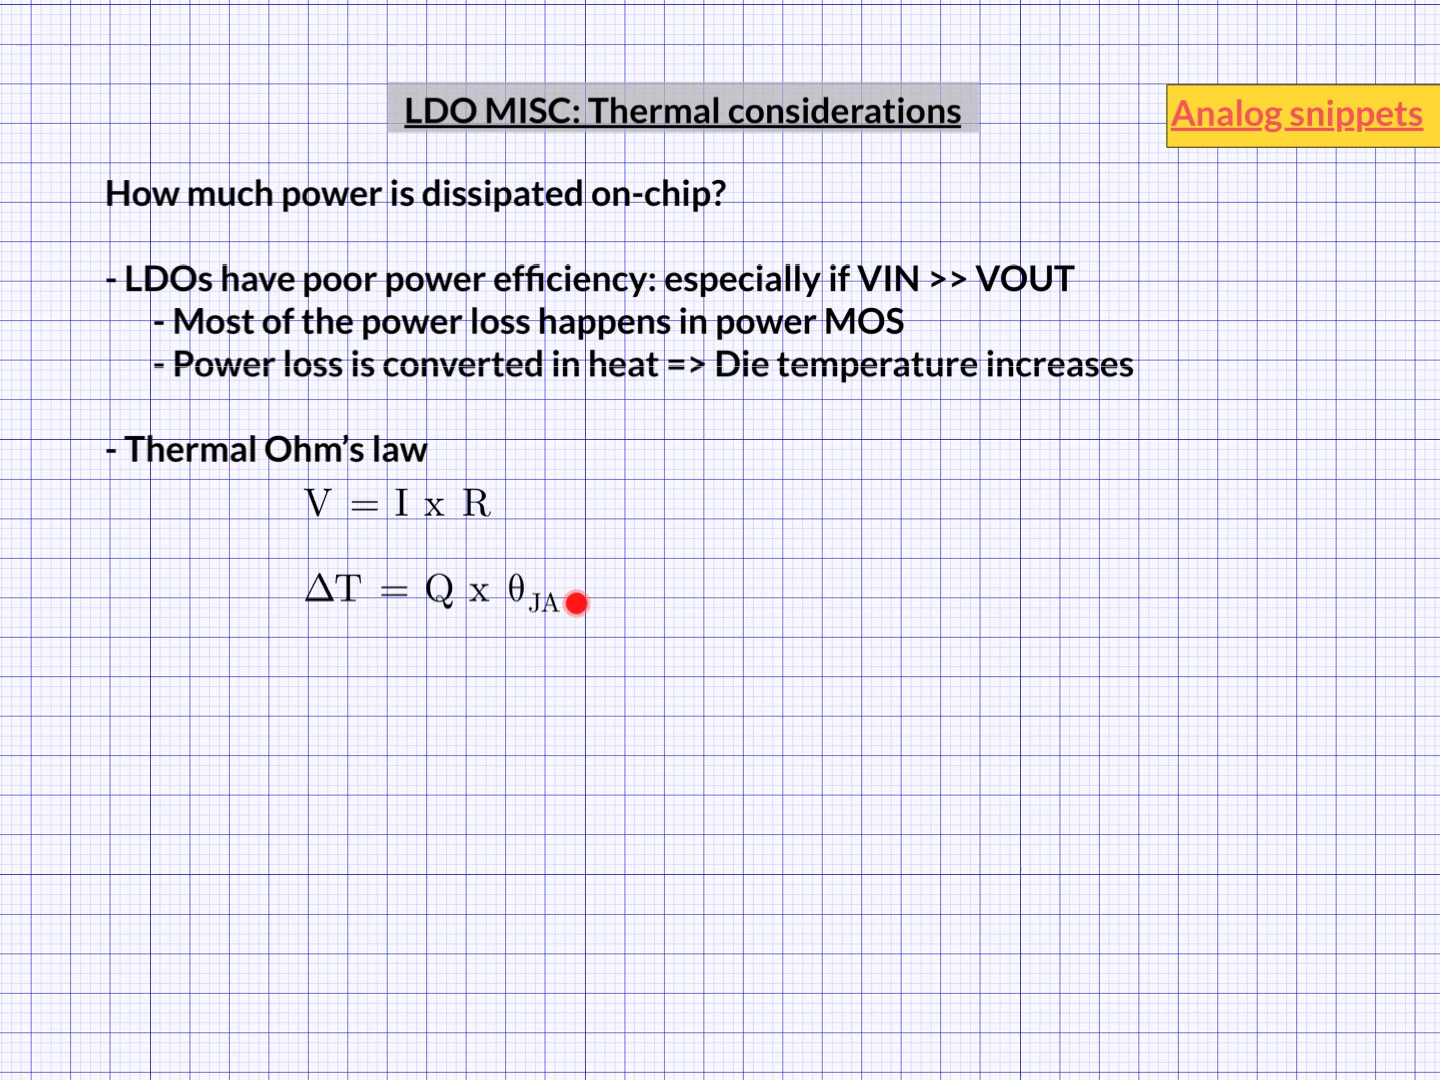 LDO MISC: Thermal considerations
Analog snippets
How much power is dissipated on-chip?
- LDOs have poor power efficiency: especially if VIN >> VOUT
- Most of the power loss happens in power MOS
- Power loss is converted in heat => Die temperature increases
- Thermal Ohm’s law
V = I x R
ΔT = Q x θ_JA